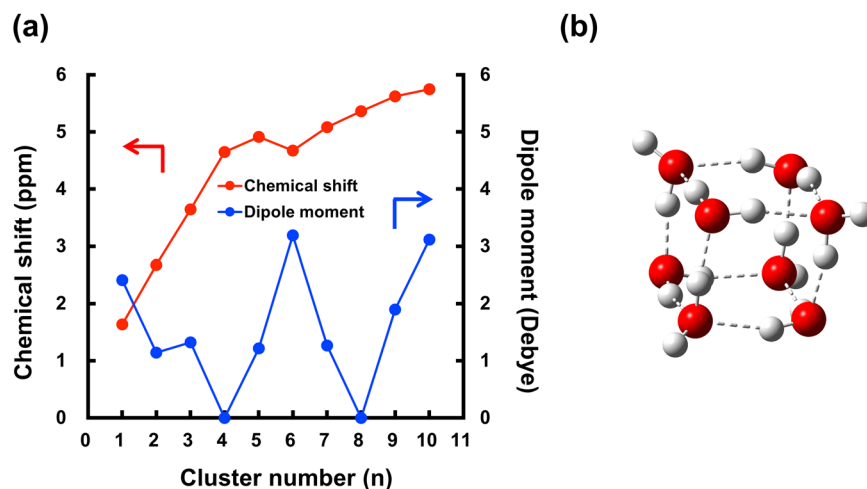 (a)
(b)
6
5
4
3
2
1
0
Chemical shift (ppm)
Chemical shift
Dipole moment
6
5
4
3
2
1
0
Dipole moment (Debye)
0 1 2 3 4 5 6 7 8 9 10 11
Cluster number (n)